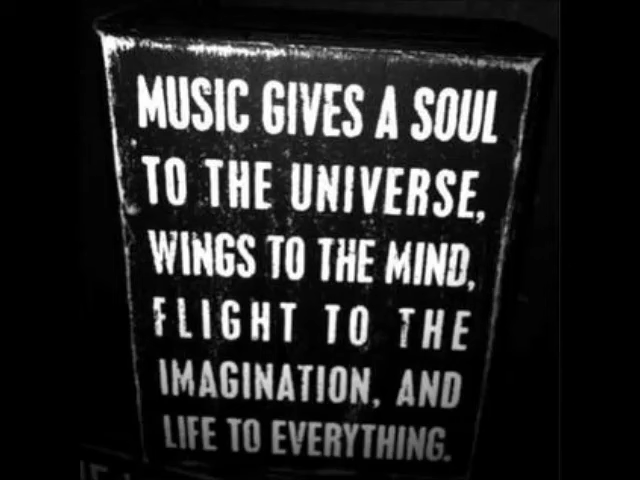 MUSIC GIVES A SOUL
TO THE UNIVERSE,
WINGS TO THE MIND,
FLIGHT TO THE
IMAGINATION, AND
LIFE TO EVERYTHING.